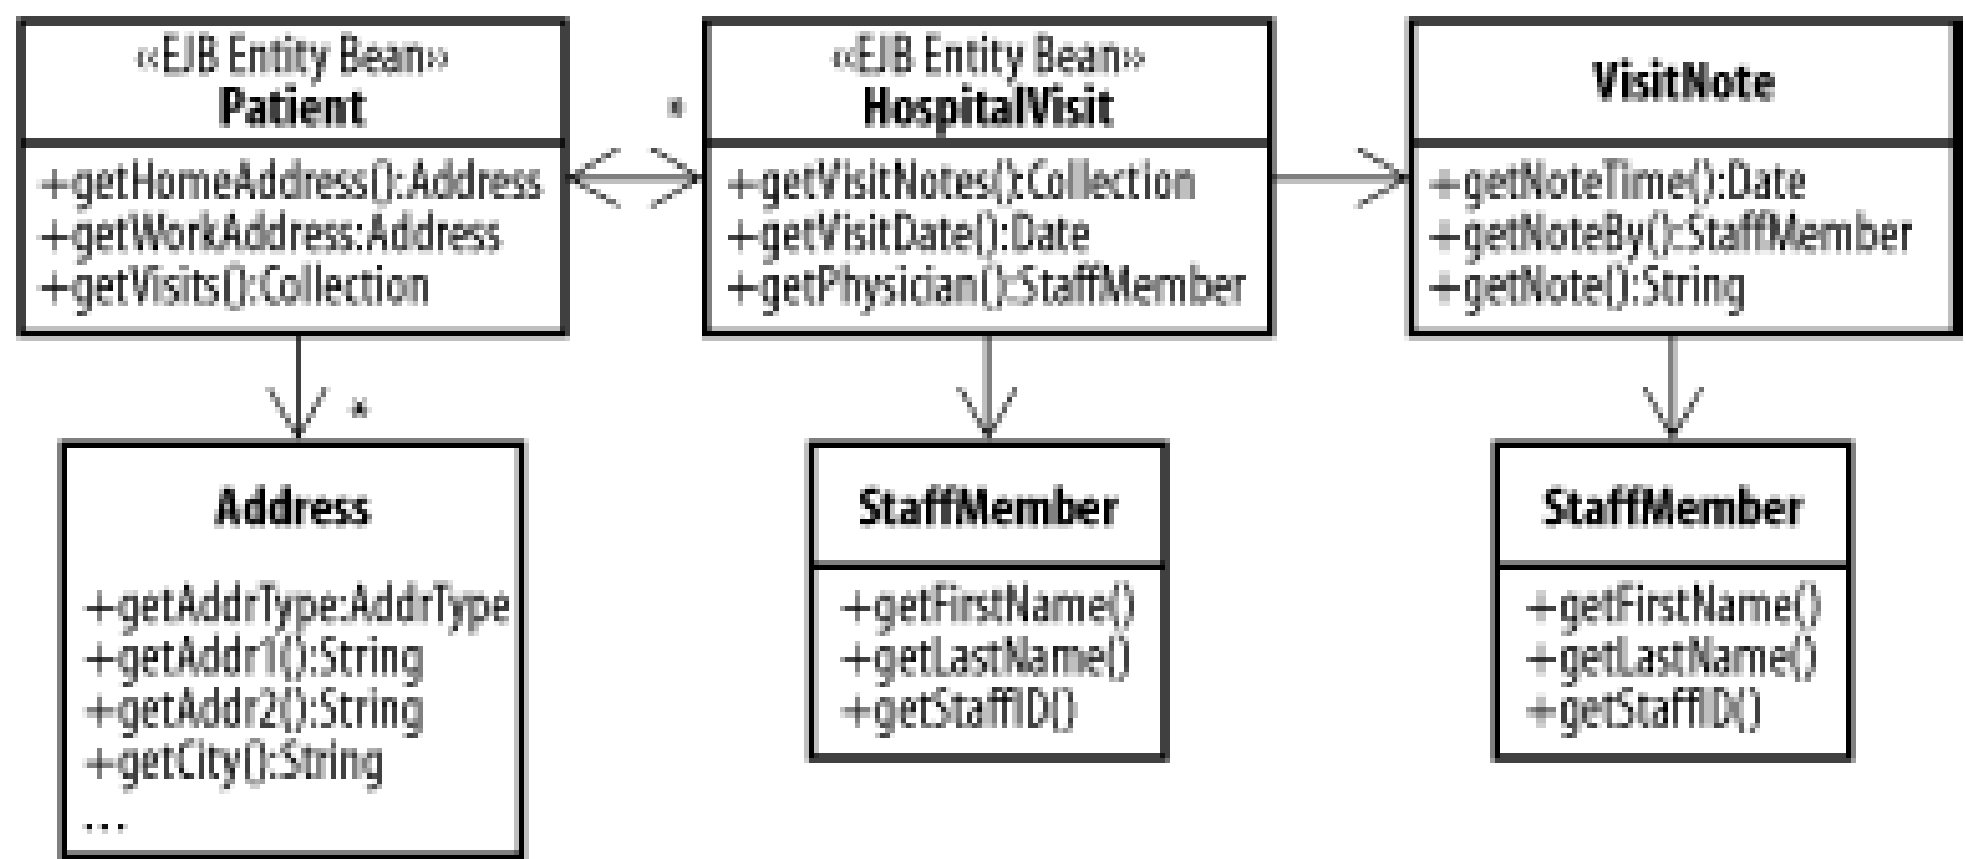 «EJB Entity Bean»
Patient
+getHomeAddress():Address
+getWorkAddress:Address
+getVisits():Collection
*
«EJB Entity Bean»
HospitalVisit
+getVisitNotes():Collection
+getVisitDate():Date
+getPhysician():StaffMember
VisitNote
+getNoteTime():Date
+getNoteBy():StaffMember
+getNote():String
*
Address
+getAddrType:AddrType
+getAddr1():String
+getAddr2():String
+getCity():String
...
StaffMember
+getFirstName()
+getLastName()
+getStaffID()
StaffMember
+getFirstName()
+getLastName()
+getStaffID()